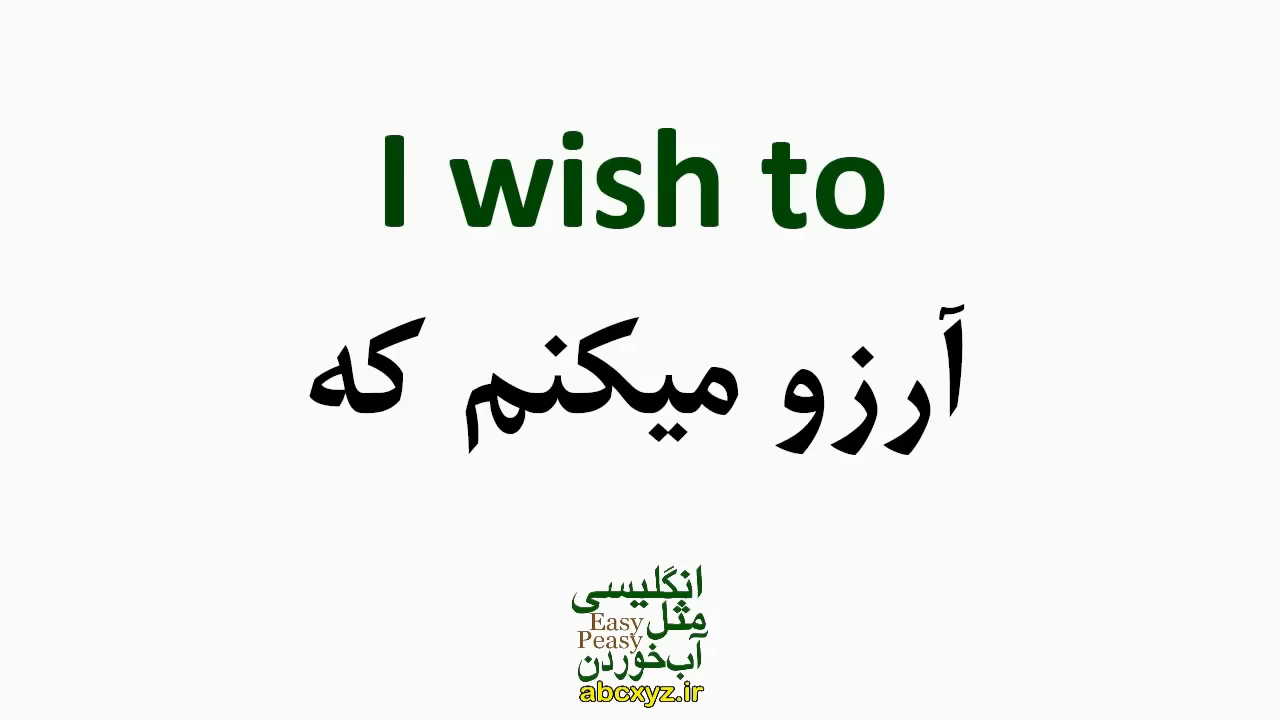 I wish to
آرزو میکنم که
انگلیسی
مثل Easy
Peasy
آب‌خوردن
abcxyz.ir